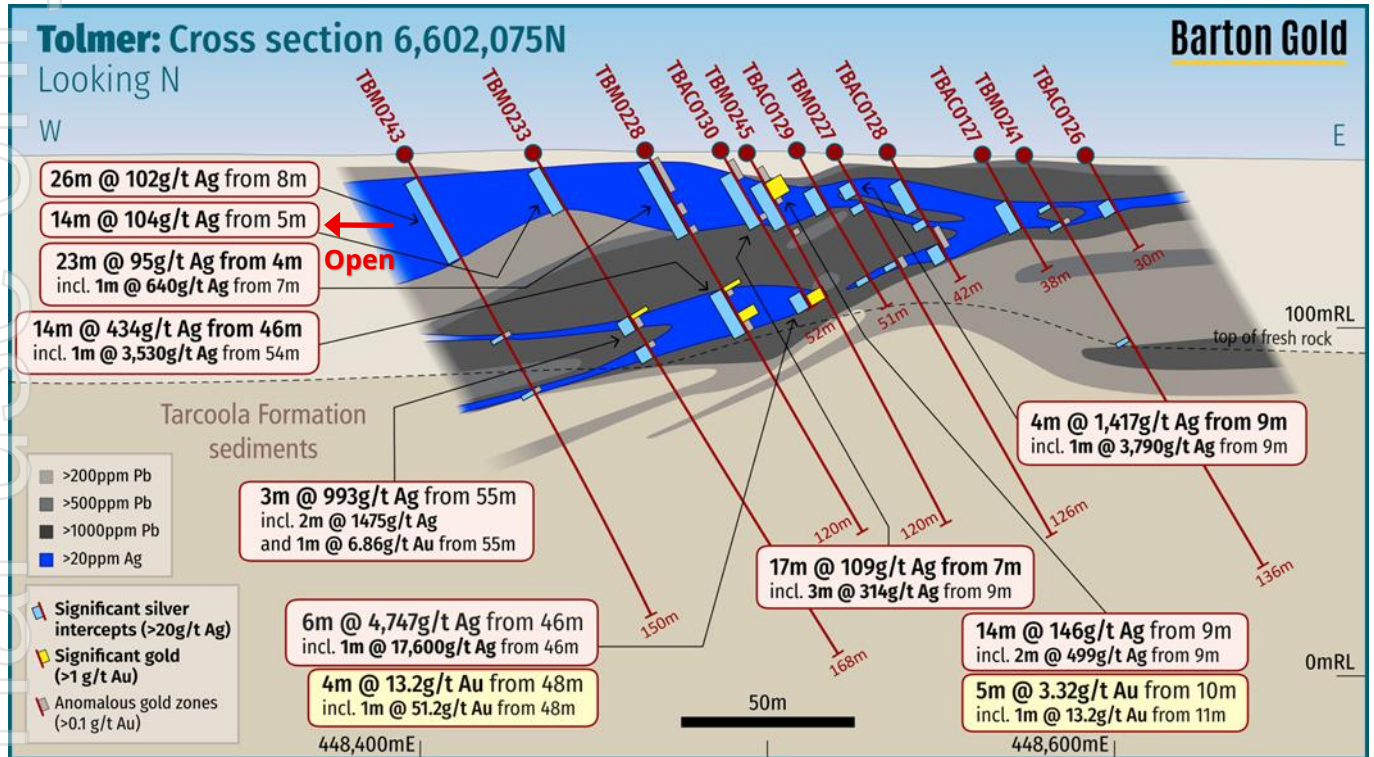 Tolmer: Cross section 6,602,075N
Looking N
Barton Gold
W
E
TBM0243
TBM0233
TBM0228
TBAC0130
TBM0245
TBAC0129
TBM0227
TBAC0128
TBAC0127
TBM0241
TBAC0126
26m @ 102g/t Ag from 8m
14m @ 104g/t Ag from 5m
Open
23m @ 95g/t Ag from 4m
incl. 1m @ 640g/t Ag from 7m
14m @ 434g/t Ag from 46m
incl. 1m @ 3,530g/t Ag from 54m
30m
38m
42m
51m
52m
100mRL
top of fresh rock
Tarcoola Formation
sediments
4m @ 1,417g/t Ag from 9m
incl. 1m @ 3,790g/t Ag from 9m
>200ppm Pb
>500ppm Pb
>1000ppm Pb
>20ppm Ag
3m @ 993g/t Ag from 55m
incl. 2m @ 1475g/t Ag
and 1m @ 6.86g/t Au from 55m
120m
120m
126m
136m
17m @ 109g/t Ag from 7m
incl. 3m @ 314g/t Ag from 9m
Significant silver
intercepts (>20g/t Ag)
Significant gold
(>1 g/t Au)
Anomalous gold zones
(>0.1 g/t Au)
6m @ 4,747g/t Ag from 46m
incl. 1m @ 17,600g/t Ag from 46m
4m @ 13.2g/t Au from 48m
incl. 1m @ 51.2g/t Au from 48m
150m
168m
14m @ 146g/t Ag from 9m
incl. 2m @ 499g/t Ag from 9m
5m @ 3.32g/t Au from 10m
incl. 1m @ 13.2g/t Au from 11m
0mRL
50m
448,400mE
448,600mE